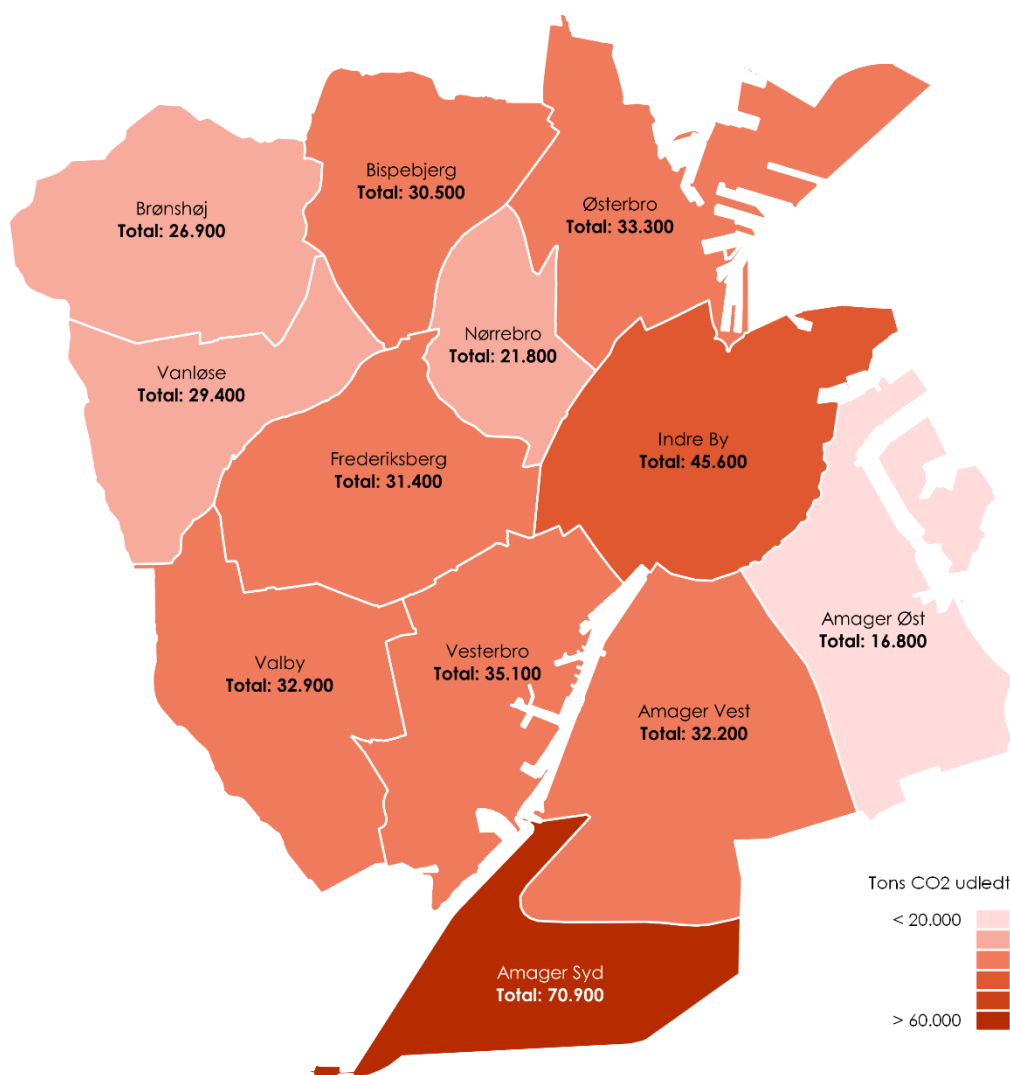 Bispebjerg
Total: 30.500
Østerbro
Total: 33.300
Brønshøj
Total: 26.900
Nørrebro
Total: 21.800
Vanløse
Total: 29.400
Indre By
Total: 45.600
Frederiksberg
Total: 31.400
Amager Øst
Total: 16.800
Vesterbro
Total: 35.100
Valby
Total: 32.900
Amager Vest
Total: 32.200
Amager Syd
Total: 70.900
Tons CO2 udledt
< 20.000
> 60.000